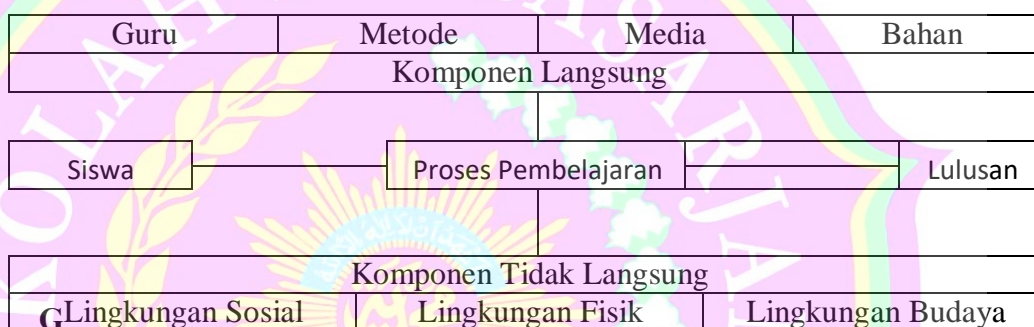 Guru Metode Media Bahan
Komponen Langsung
Siswa Proses Pembelajaran Lulusan
Komponen Tidak Langsung
G Lingkungan Sosial Lingkungan Fisik Lingkungan Budaya